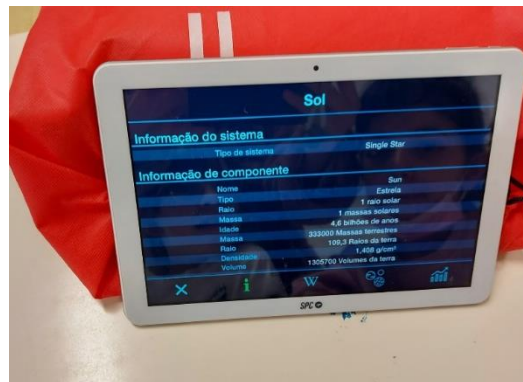 Sol
Informação do sistema
Tipo de sistema Single Star
Informação de componente
Nome Sun
Tipo Estrela
Raio 1 raio solar
Massa 1 massas solares
Idade 4,6 bilhões de anos
Massa 333000 Massas terrestres
Raio 109,3 Raios da terra
Densidade 1,408 g/cm³
Volume 1305700 Volumes da terra
i W
SPC